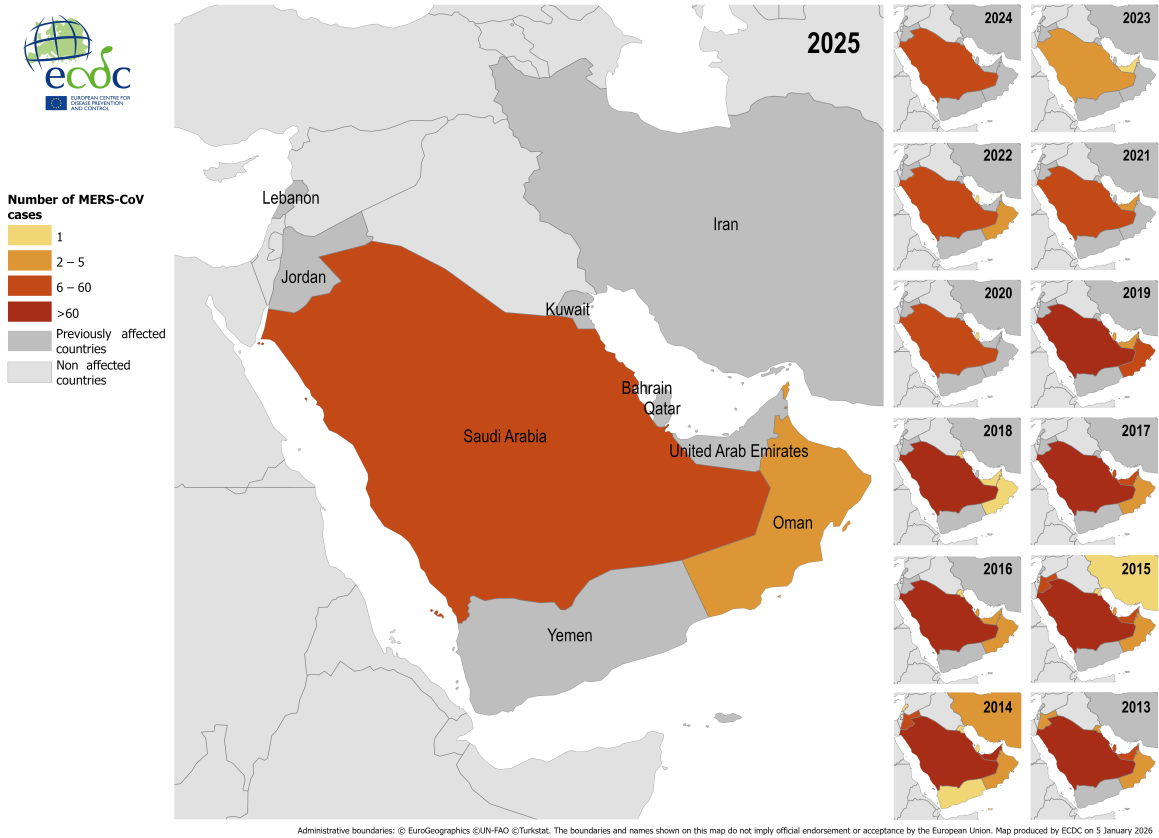 ecdc
EUROPEAN CENTRE FOR
DISEASE PREVENTION
AND CONTROL
Number of MERS-CoV
cases
1
2 – 5
6 – 60
>60
Previously affected
countries
Non affected
countries
2025
Lebanon
Jordan
Iran
Kuwait
Bahrain
Qatar
Saudi Arabia
United Arab Emirates
Oman
Yemen
2024
2023
2022
2021
2020
2019
2018
2017
2016
2015
2014
2013
Administrative boundaries: © EuroGeographics ©UN-FAO ©Turkstat. The boundaries and names shown on this map do not imply official endorsement or acceptance by the European Union. Map produced by ECDC on 5 January 2026